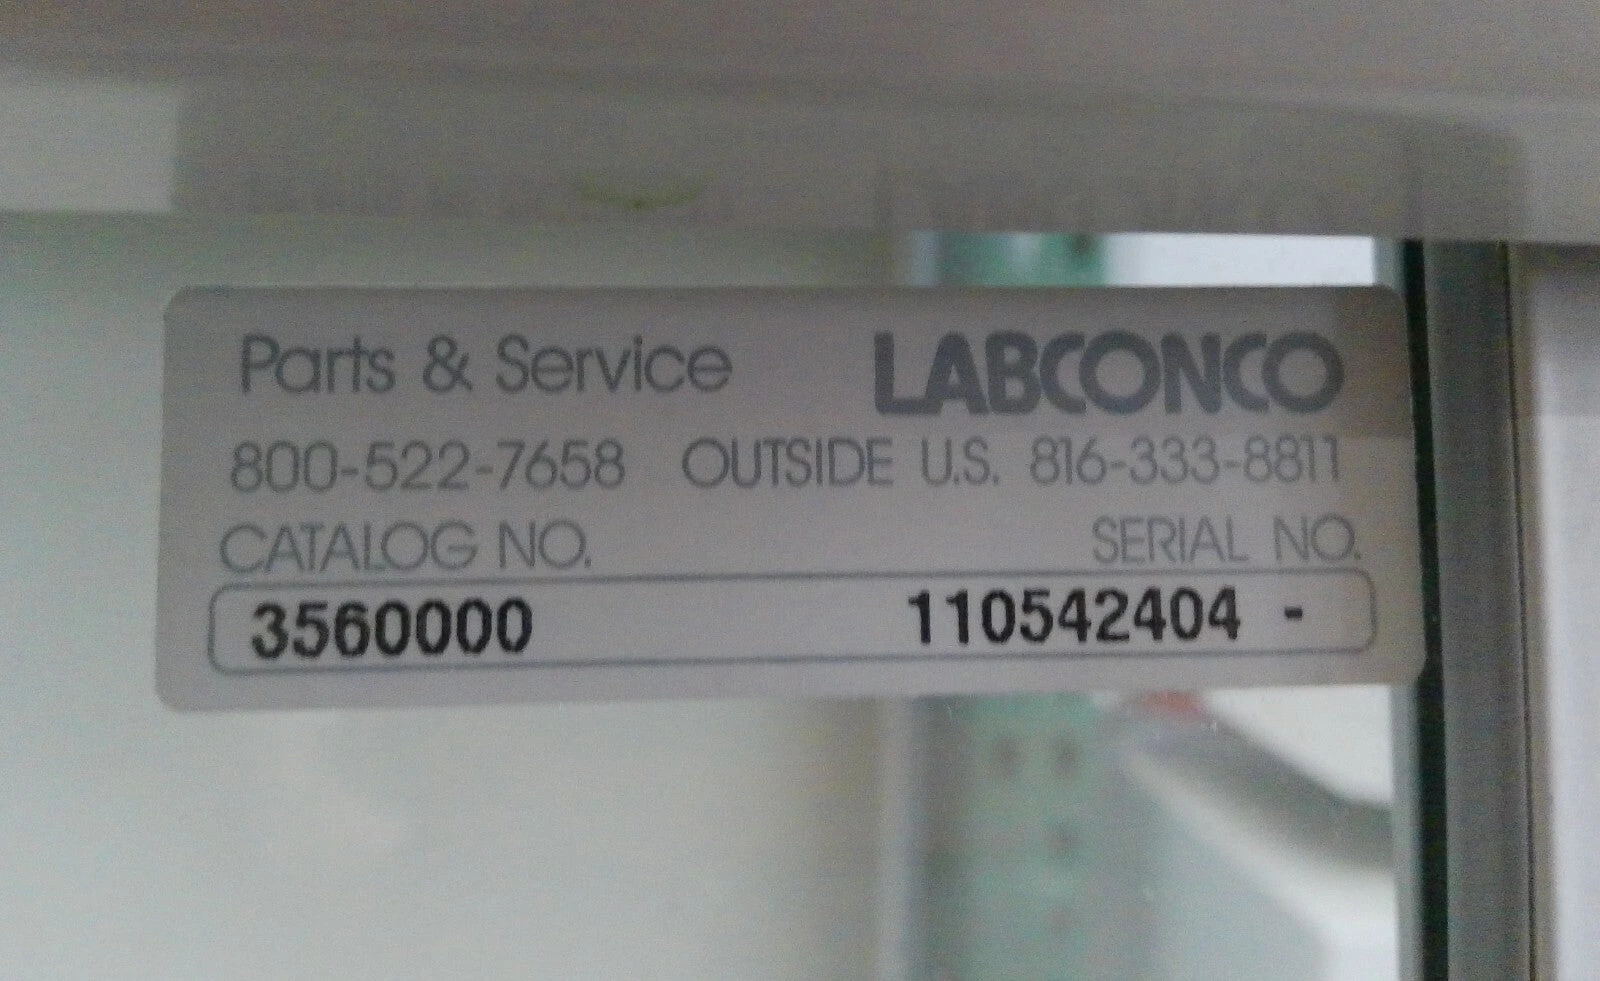 Parts & Service LABCONCO
800-522-7658 OUTSIDE U.S. 816-333-8811
CATALOG NO. SERIAL NO.
3560000 110542404 -